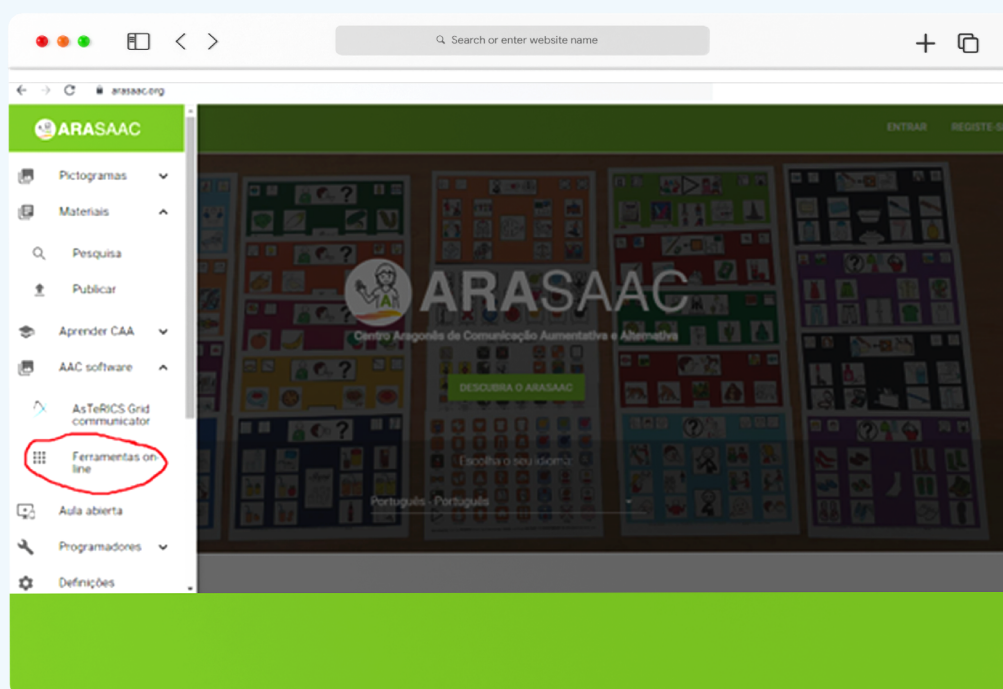 Search or enter website name
arasaac.org
ARASAAC
ENTRAR
Pictogramas
Materiais
Pesquisa
Publicar
Aprender CAA
AAC software
AsTeRICS Grid
communicator
Ferramentas on-
line
Aula abierta
Programadores
Definições
ARASAAC
Centro Aragonês de Comunicação Aumentativa e Alternativa
DESCUBRA O ARASAAC
Escolha o seu idioma:
Português - Português